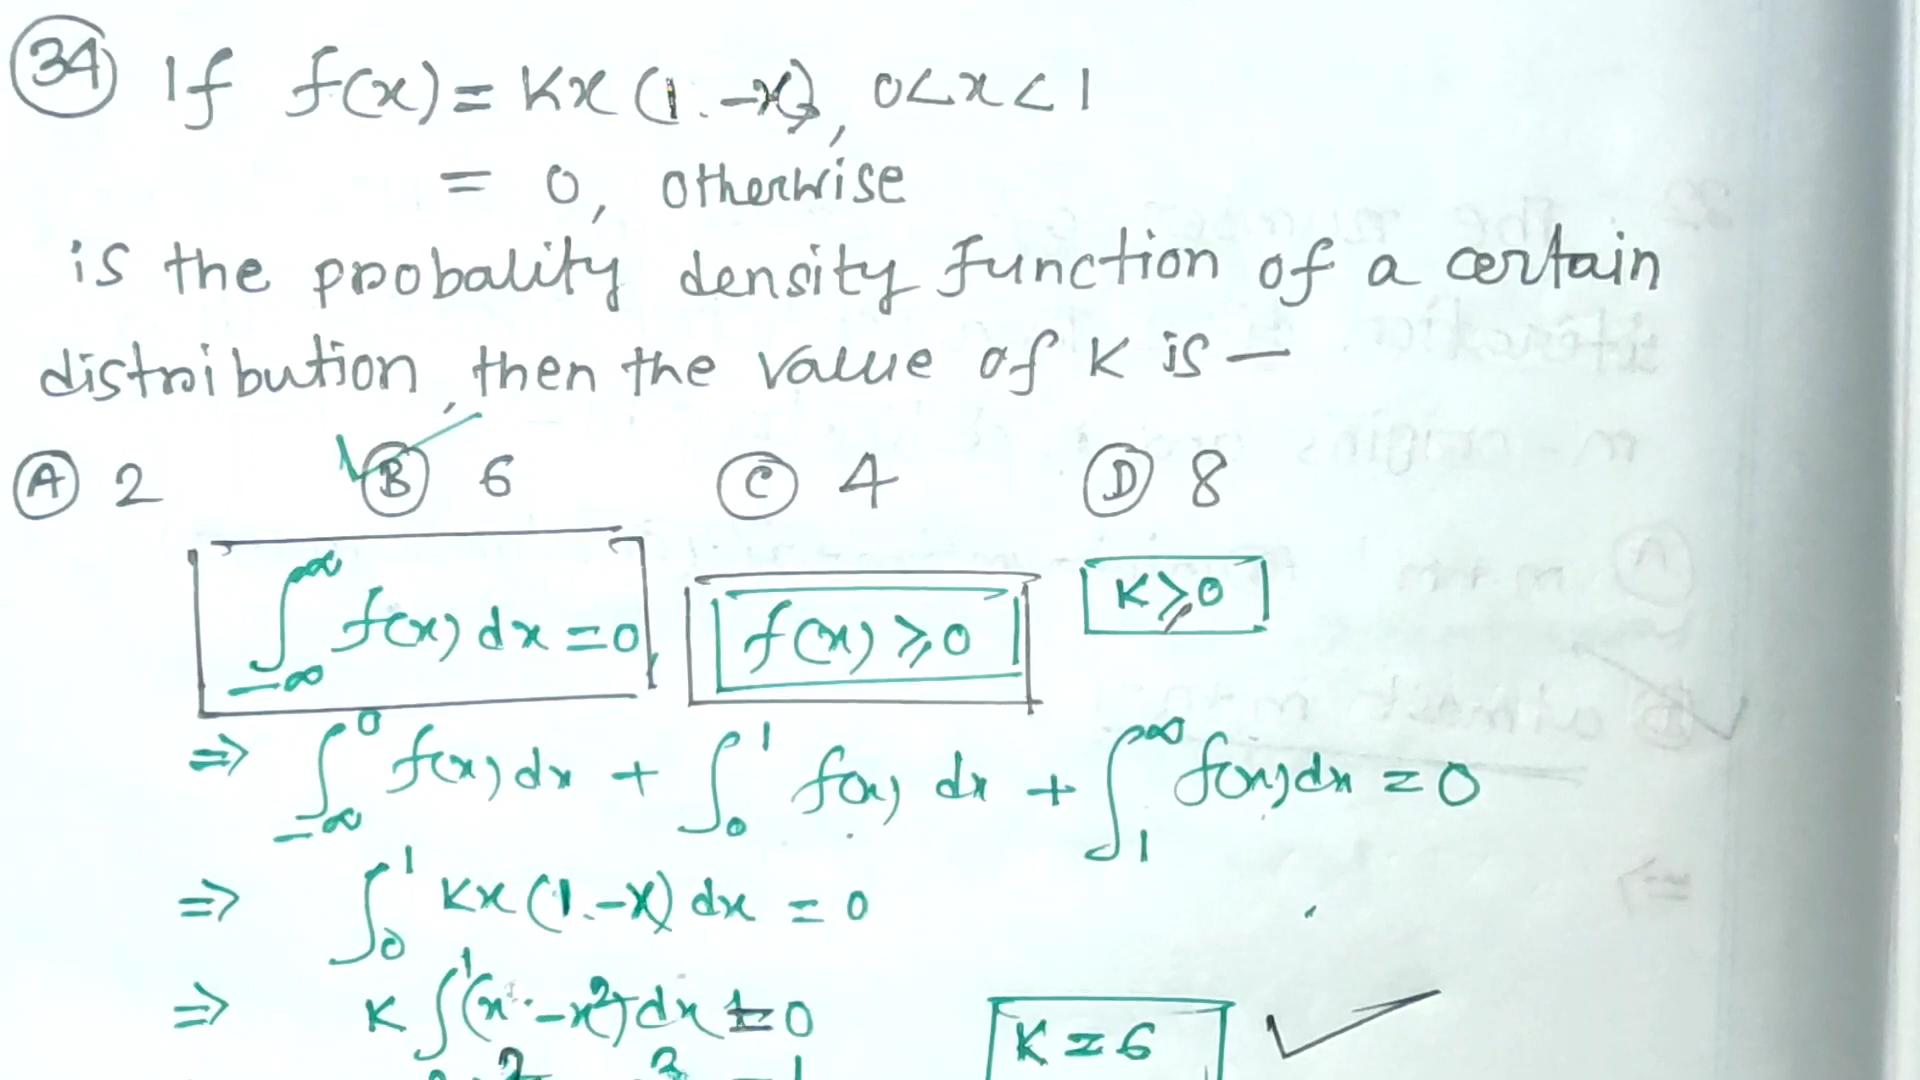 34 If f(x) = Kx(1-x), 0<x<1
= 0, otherwise
is the probality density function of a certain
distribution, then the value of K is —
A 2 B 6 C 4 D 8
∫_{-∞}^{∞} f(x) dx = 0 f(x) ⩾ 0 K ⩾ 0
⇒ ∫_{-∞}^{0} f(x) dx + ∫_{0}^{1} f(x) dx + ∫_{1}^{∞} f(x) dx = 0
⇒ ∫_{0}^{1} Kx(1-x) dx = 0
⇒ K ∫^{1} (x - x²) dx = 0 K = 6